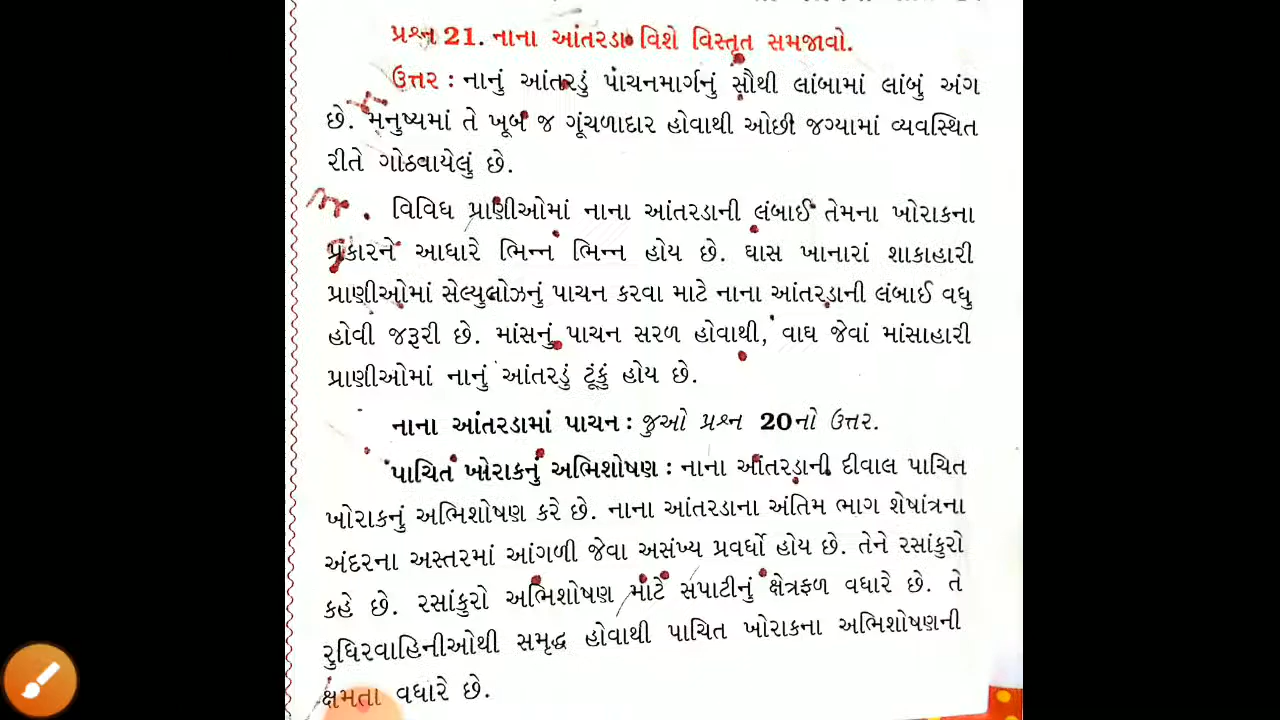 પ્રશ્ન 21. નાના આંતરડા વિશે વિસ્તૃત સમજાવો.
ઉત્તર : નાનું આંતરડું પાચનમાર્ગનું સૌથી લાંબામાં લાંબું અંગ
છે. મનુષ્યમાં તે ખૂબ જ ગૂંચળાદાર હોવાથી ઓછી જગ્યામાં વ્યવસ્થિત
રીતે ગોઠવાયેલું છે.
વિવિધ પ્રાણીઓમાં નાના આંતરડાની લંબાઈ તેમના ખોરાકના
પ્રકારને આધારે ભિન્ન ભિન્ન હોય છે. ઘાસ ખાનારાં શાકાહારી
પ્રાણીઓમાં સેલ્યુલોઝનું પાચન કરવા માટે નાના આંતરડાની લંબાઈ વધુ
હોવી જરૂરી છે. માંસનું પાચન સરળ હોવાથી, વાઘ જેવાં માંસાહારી
પ્રાણીઓમાં નાનું આંતરડું ટૂંકું હોય છે.
નાના આંતરડામાં પાચન : જુઓ પ્રશ્ન 20નો ઉત્તર.
પાચિત ખોરાકનું અભિશોષણ : નાના આંતરડાની દીવાલ પાચિત
ખોરાકનું અભિશોષણ કરે છે. નાના આંતરડાના અંતિમ ભાગ શેષાંત્રના
અંદરના અસ્તરમાં આંગળી જેવા અસંખ્ય પ્રવર્ધો હોય છે. તેને રસાંકુરો
કહે છે. રસાંકુરો અભિશોષણ માટે સપાટીનું ક્ષેત્રફળ વધારે છે. તે
રુધિરવાહિનીઓથી સમૃદ્ધ હોવાથી પાચિત ખોરાકના અભિશોષણની
ક્ષમતા વધારે છે.